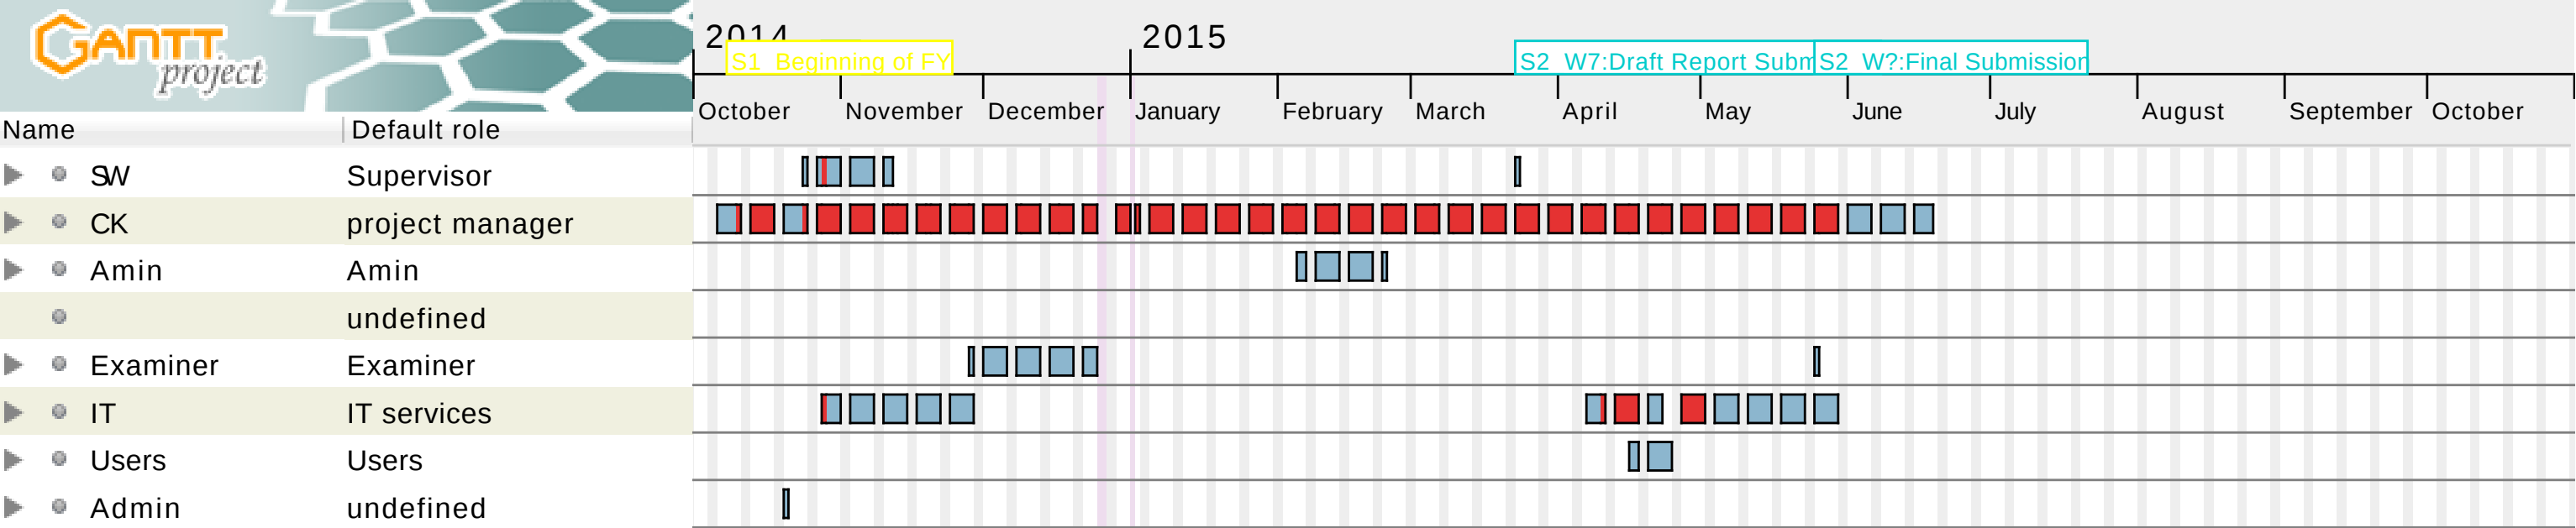 GANTT
project
2014 2015
S1 Beginning of FY S2 W7:Draft Report Subm S2 W?:Final Submission
October November December January February March April May June July August September October
Name Default role
SW Supervisor
CK project manager
Amin Amin
undefined
Examiner Examiner
IT IT services
Users Users
Admin undefined